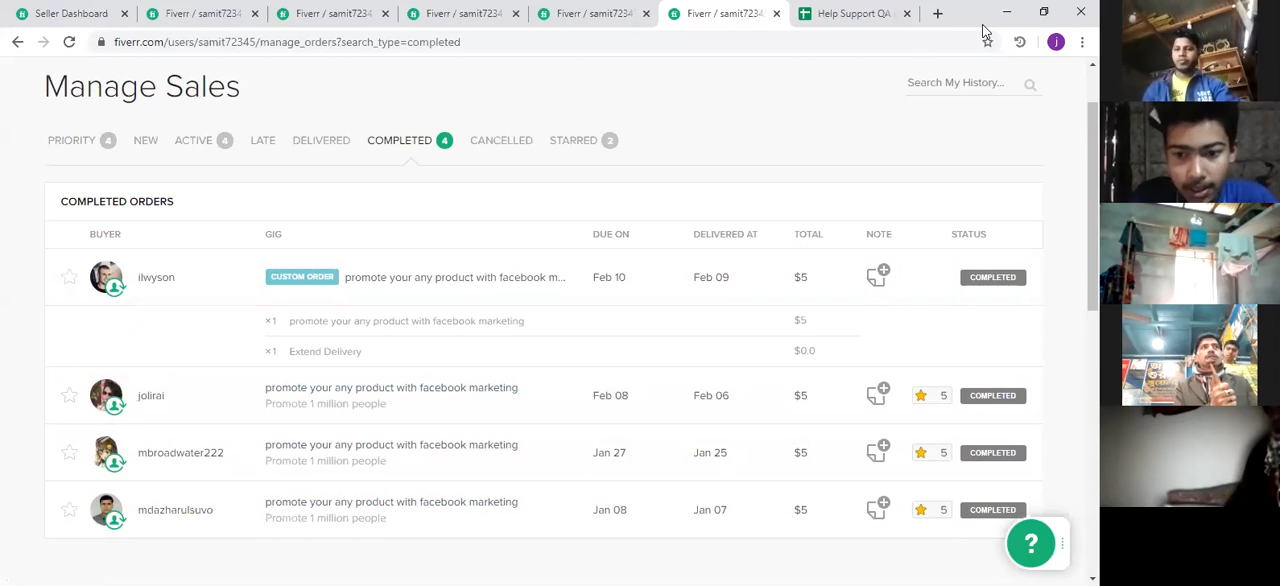 Seller Dashboard
Fiverr / samit7234
Fiverr / samit7234
Fiverr / samit7234
Fiverr / samit7234
Fiverr / samit7234
Help Support QA
fiverr.com/users/samit72345/manage_orders?search_type=completed
j
Manage Sales
Search My History...
PRIORITY 4 NEW ACTIVE 4 LATE DELIVERED COMPLETED 4 CANCELLED STARRED 2
COMPLETED ORDERS
BUYER GIG DUE ON DELIVERED AT TOTAL NOTE STATUS
ilwyson CUSTOM ORDER promote your any product with facebook m... Feb 10 Feb 09 $5 COMPLETED
×1 promote your any product with facebook marketing $5
×1 Extend Delivery $0.0
jolirai promote your any product with facebook marketing Feb 08 Feb 06 $5 5 COMPLETED
Promote 1 million people
mbroadwater222 promote your any product with facebook marketing Jan 27 Jan 25 $5 5 COMPLETED
Promote 1 million people
mdazharulsuvo promote your any product with facebook marketing Jan 08 Jan 07 $5 5 COMPLETED
Promote 1 million people
?